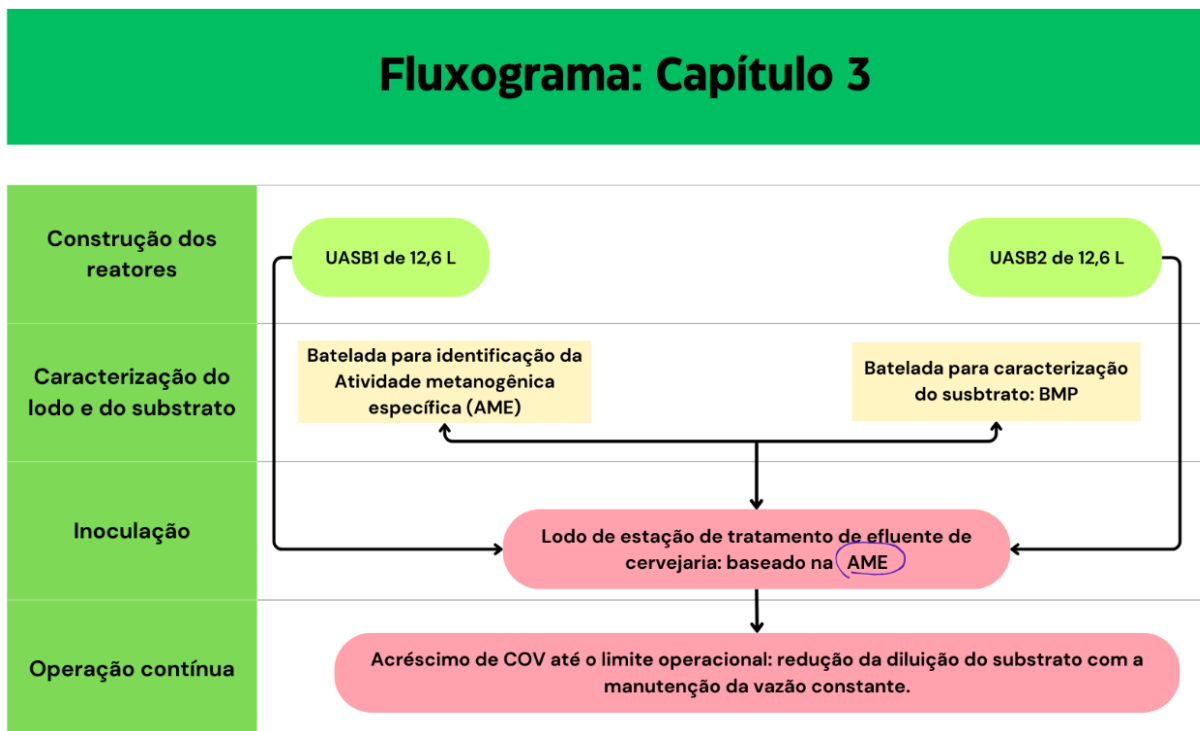 Fluxograma: Capítulo 3
Construção dos
reatores
UASB1 de 12,6 L
UASB2 de 12,6 L
Caracterização do
lodo e do substrato
Batelada para identificação da
Atividade metanogênica
específica (AME)
Batelada para caracterização
do susbtrato: BMP
Inoculação
Lodo de estação de tratamento de efluente de
cervejaria: baseado na AME
Operação contínua
Acréscimo de COV até o limite operacional: redução da diluição do substrato com a
manutenção da vazão constante.